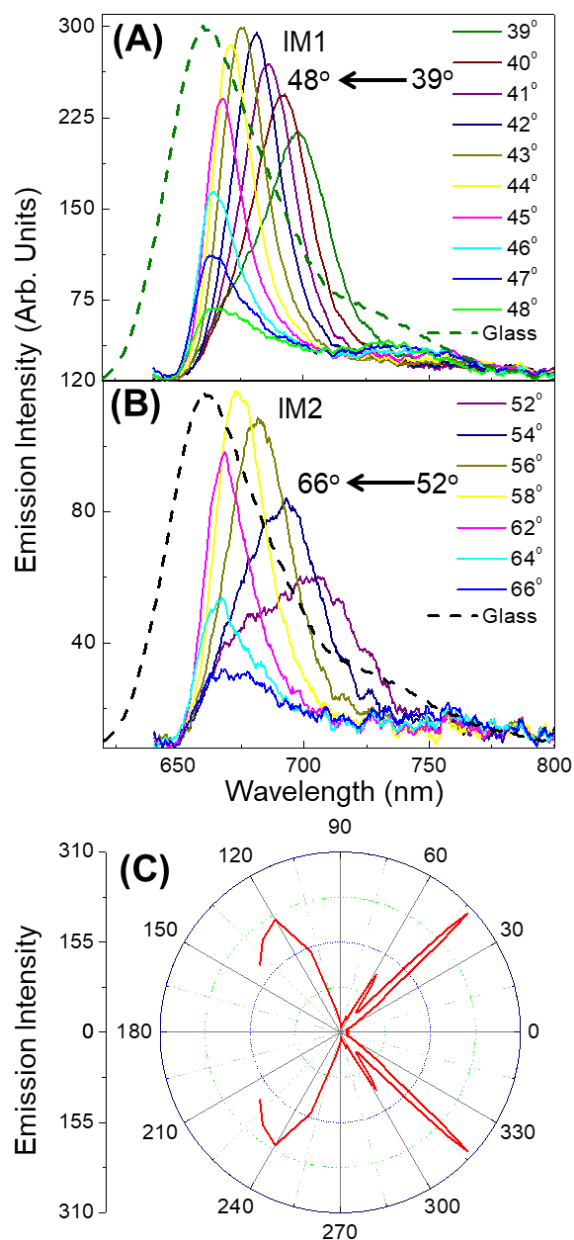 (A)
IM1
48° ← 39°
300
225
150
75
120
39°
40°
41°
42°
43°
44°
45°
46°
47°
48°
Glass
Emission Intensity (Arb. Units)
(B)
IM2
66° ← 52°
80
40
52°
54°
56°
58°
62°
64°
66°
Glass
650 700 750 800
Wavelength (nm)
(C)
Emission Intensity
310
155
0
155
310
90
120 60
150 30
180 0
210 330
240 300
270